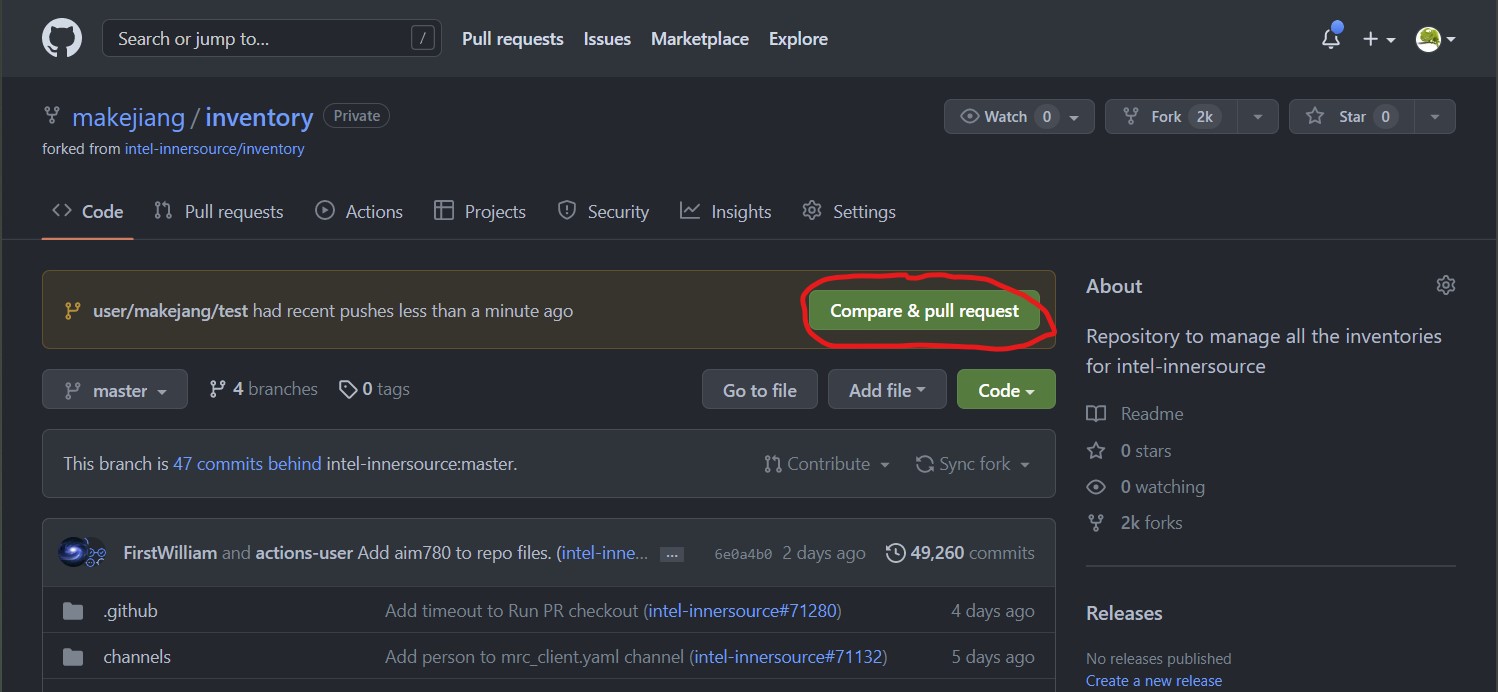 Search or jump to... /
Pull requests Issues Marketplace Explore
makejiang / inventory Private
forked from intel-innersource/inventory
Watch 0 Fork 2k Star 0
Code Pull requests Actions Projects Security Insights Settings
user/makejang/test had recent pushes less than a minute ago Compare & pull request
master 4 branches 0 tags Go to file Add file Code
This branch is 47 commits behind intel-innersource:master. Contribute Sync fork
FirstWilliam and actions-user Add aim780 to repo files. (intel-inne... ... 6e0a4b0 2 days ago 49,260 commits
.github Add timeout to Run PR checkout (intel-innersource#71280) 4 days ago
channels Add person to mrc_client.yaml channel (intel-innersource#71132) 5 days ago
About
Repository to manage all the inventories
for intel-innersource
Readme
0 stars
0 watching
2k forks
Releases
No releases published
Create a new release